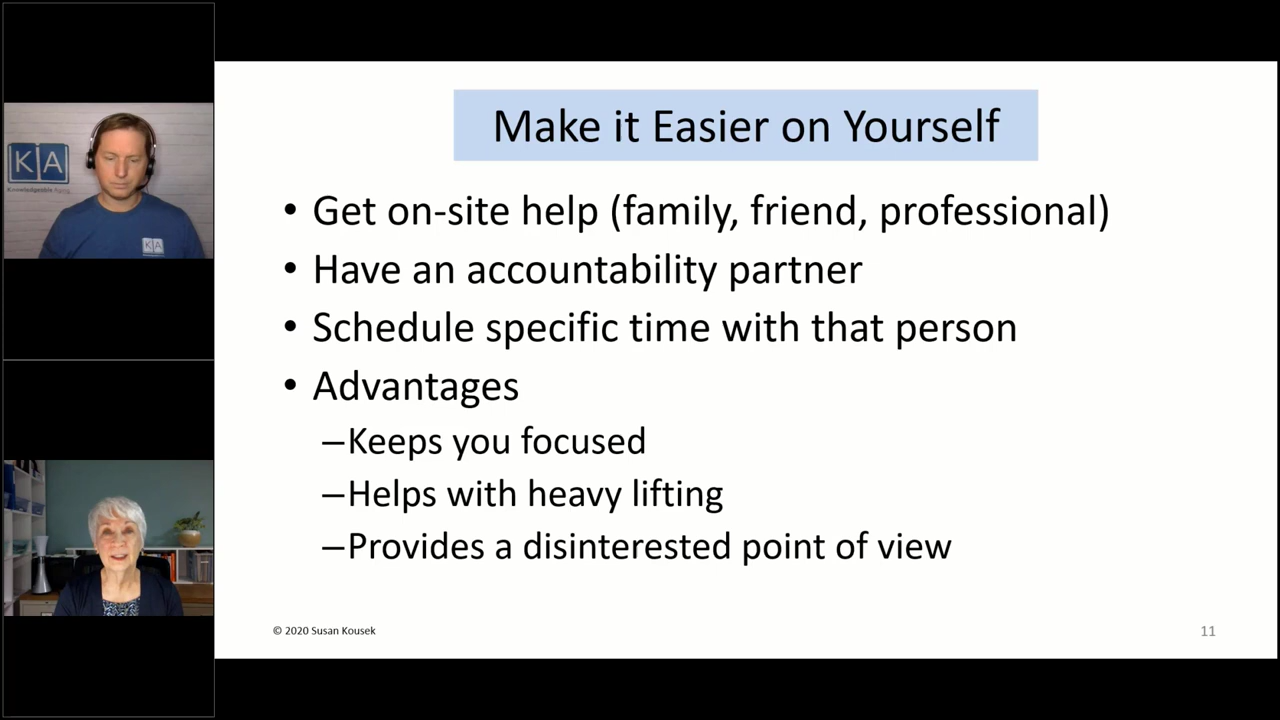 Make it Easier on Yourself
• Get on-site help (family, friend, professional)
• Have an accountability partner
• Schedule specific time with that person
• Advantages
–Keeps you focused
–Helps with heavy lifting
–Provides a disinterested point of view
© 2020 Susan Kousek
11
K A
Knowledgeable
KA